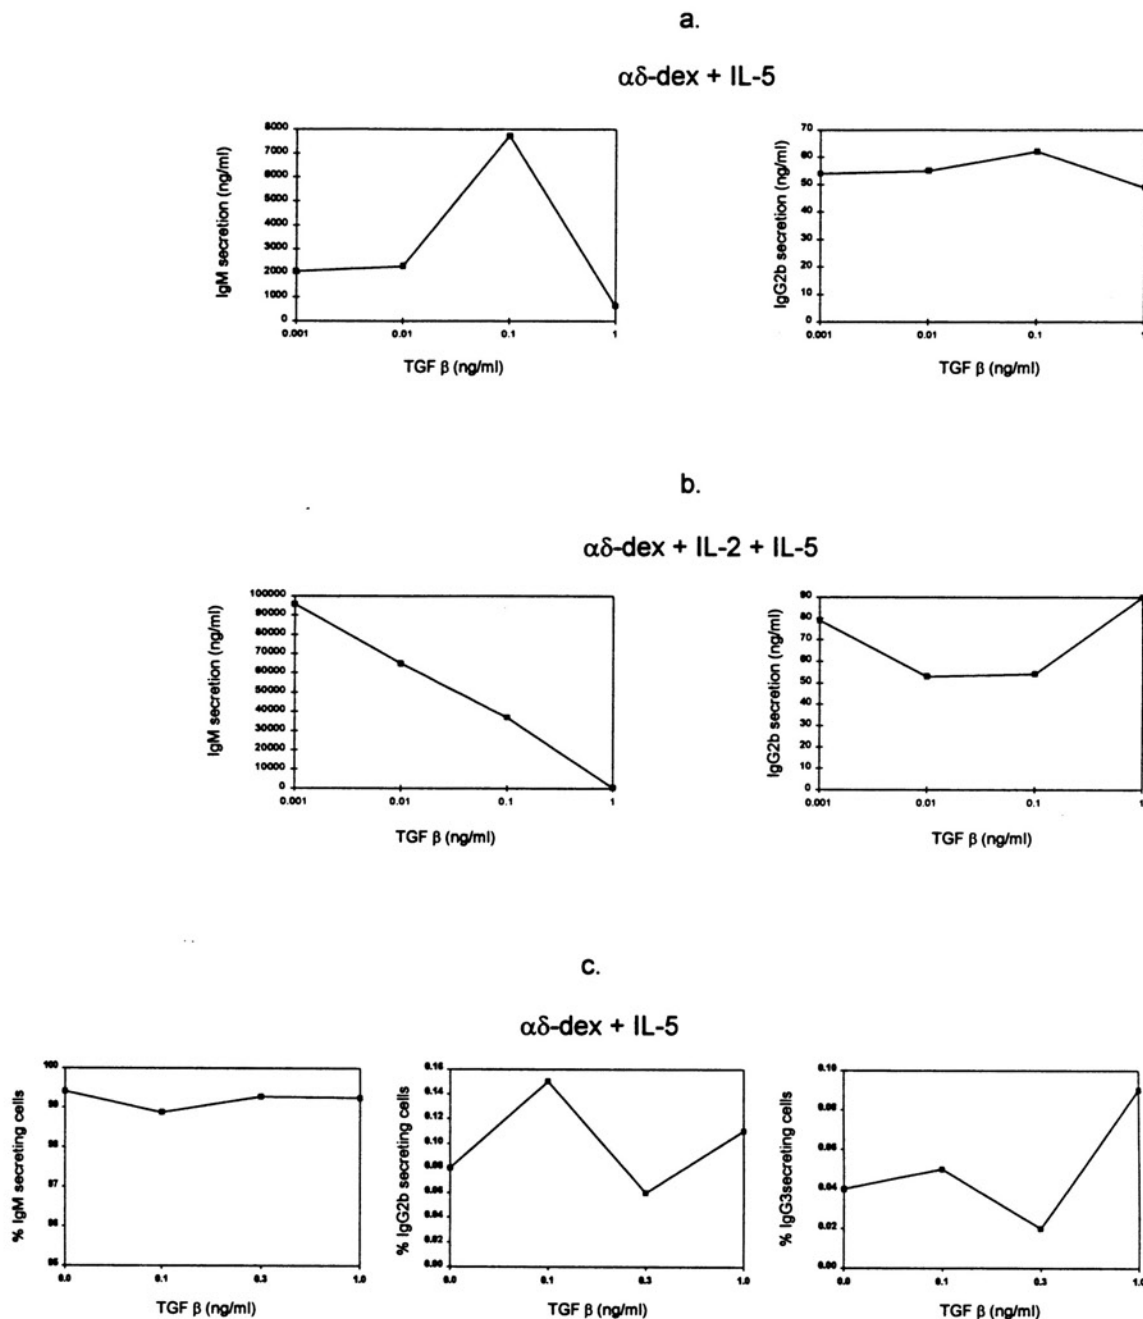 a.
αδ-dex + IL-5
IgM secretion (ng/ml)
8000
7000
6000
5000
4000
3000
2000
1000
0
0.001 0.01 0.1 1
TGF β (ng/ml)
IgG2b secretion (ng/ml)
70
60
50
40
30
20
10
0
0.001 0.01 0.1 1
TGF β (ng/ml)
b.
αδ-dex + IL-2 + IL-5
IgM secretion (ng/ml)
100000
90000
80000
70000
60000
50000
40000
30000
20000
10000
0
0.001 0.01 0.1 1
TGF β (ng/ml)
IgG2b secretion (ng/ml)
90
80
70
60
50
40
30
20
10
0
0.001 0.01 0.1 1
TGF β (ng/ml)
c.
αδ-dex + IL-5
% IgM secreting cells
100
99
98
97
96
95
0.0 0.1 0.3 1.0
TGF β (ng/ml)
% IgG2b secreting cells
0.16
0.14
0.12
0.10
0.08
0.06
0.04
0.02
0.00
0.0 0.1 0.3 1.0
TGF β (ng/ml)
% IgG3secreting cells
0.10
0.08
0.06
0.04
0.02
0.00
0.0 0.1 0.3 1.0
TGF β (ng/ml)